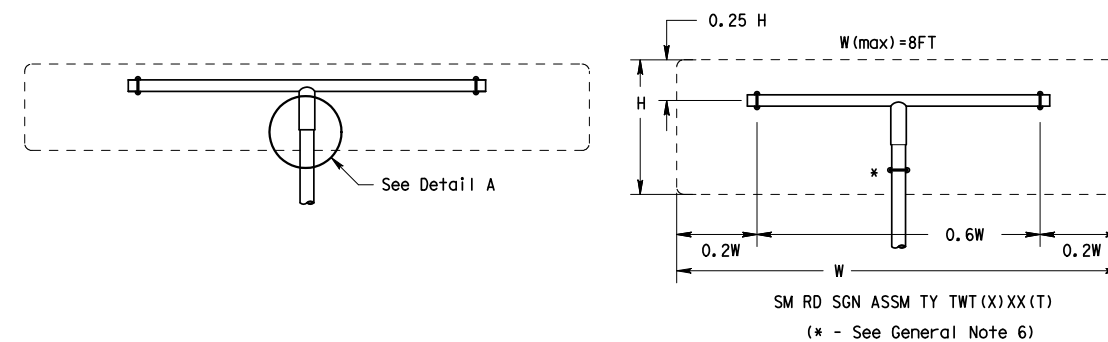 0.25 H
W(max)=8FT
H
*
See Detail A
0.2W
0.6W
0.2W
W
SM RD SGN ASSM TY TWT(X)XX(T)
(* - See General Note 6)